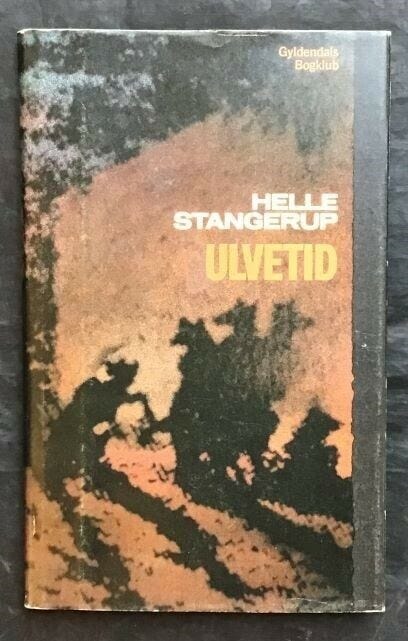 Gyldendals
Bogklub
HELLE
STANGERUP
ULVETID